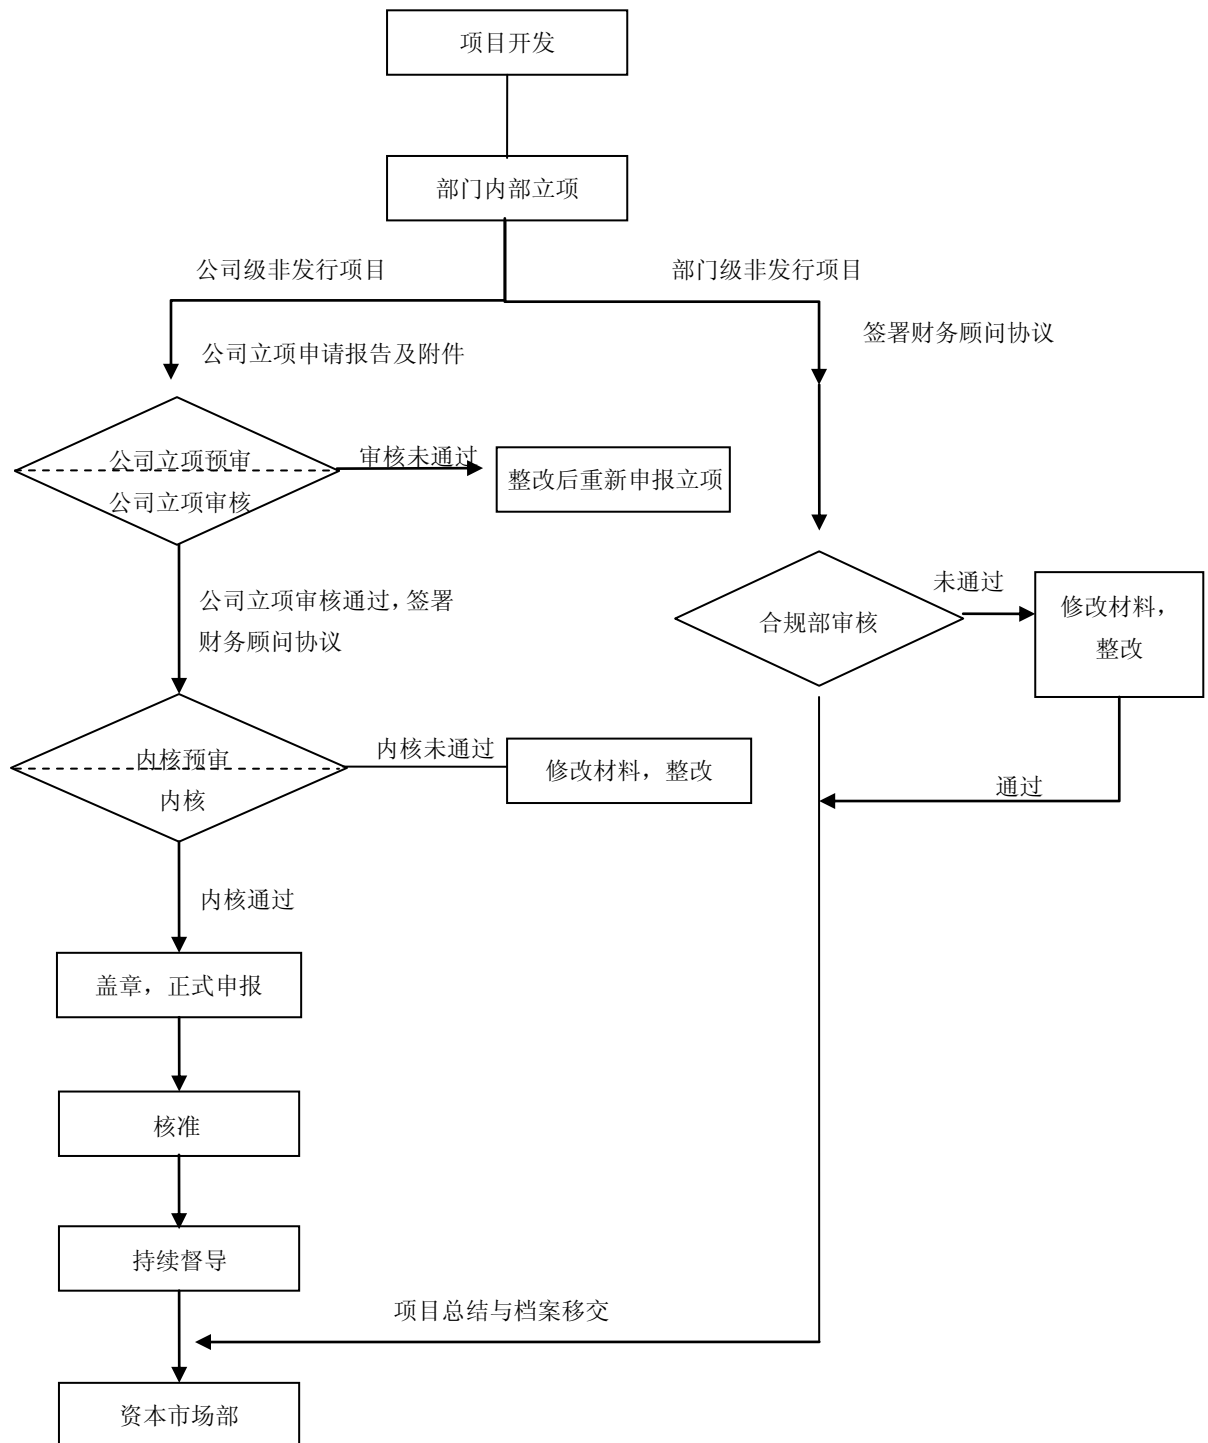 项目开发
部门内部立项
公司级非发行项目
部门级非发行项目
签署财务顾问协议
公司立项申请报告及附件
公司立项预审
公司立项审核
审核未通过
整改后重新申报立项
公司立项审核通过,签署
财务顾问协议
合规部审核
未通过
修改材料，
整改
内核预审
内核
内核未通过
修改材料，整改
通过
内核通过
盖章，正式申报
核准
持续督导
项目总结与档案移交
资本市场部